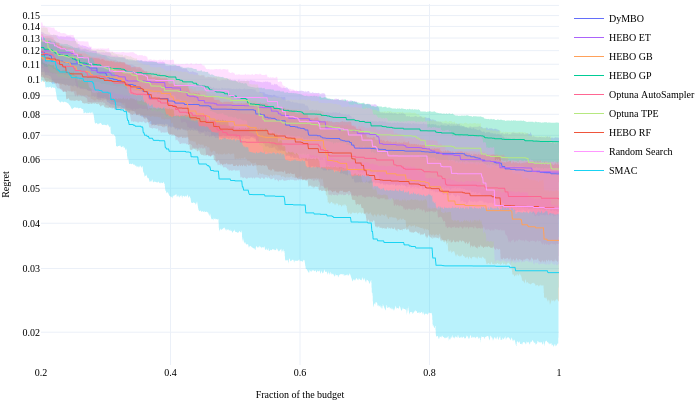 0.15
0.14
0.13
0.12
0.11
0.1
0.09
0.08
0.07
0.06
0.05
0.04
0.03
0.02
Regret
0.2 0.4 0.6 0.8 1
Fraction of the budget
DyMBO
HEBO ET
HEBO GB
HEBO GP
Optuna AutoSampler
Optuna TPE
HEBO RF
Random Search
SMAC